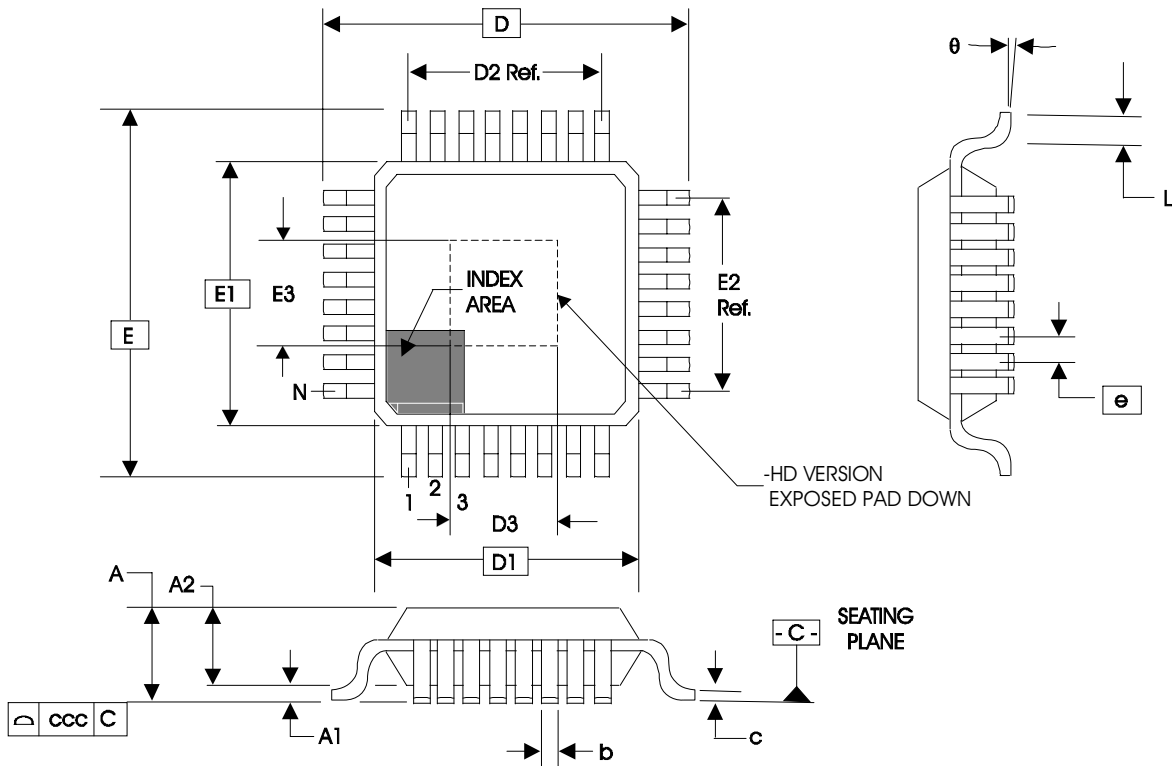 D
D2 Ref.
θ
L
E1
E3
INDEX
AREA
E2
Ref.
E
N
e
1
2
3
-HD VERSION
EXPOSED PAD DOWN
D3
D1
A
A2
- C -
SEATING
PLANE
⌓ ccc C
A1
b
c